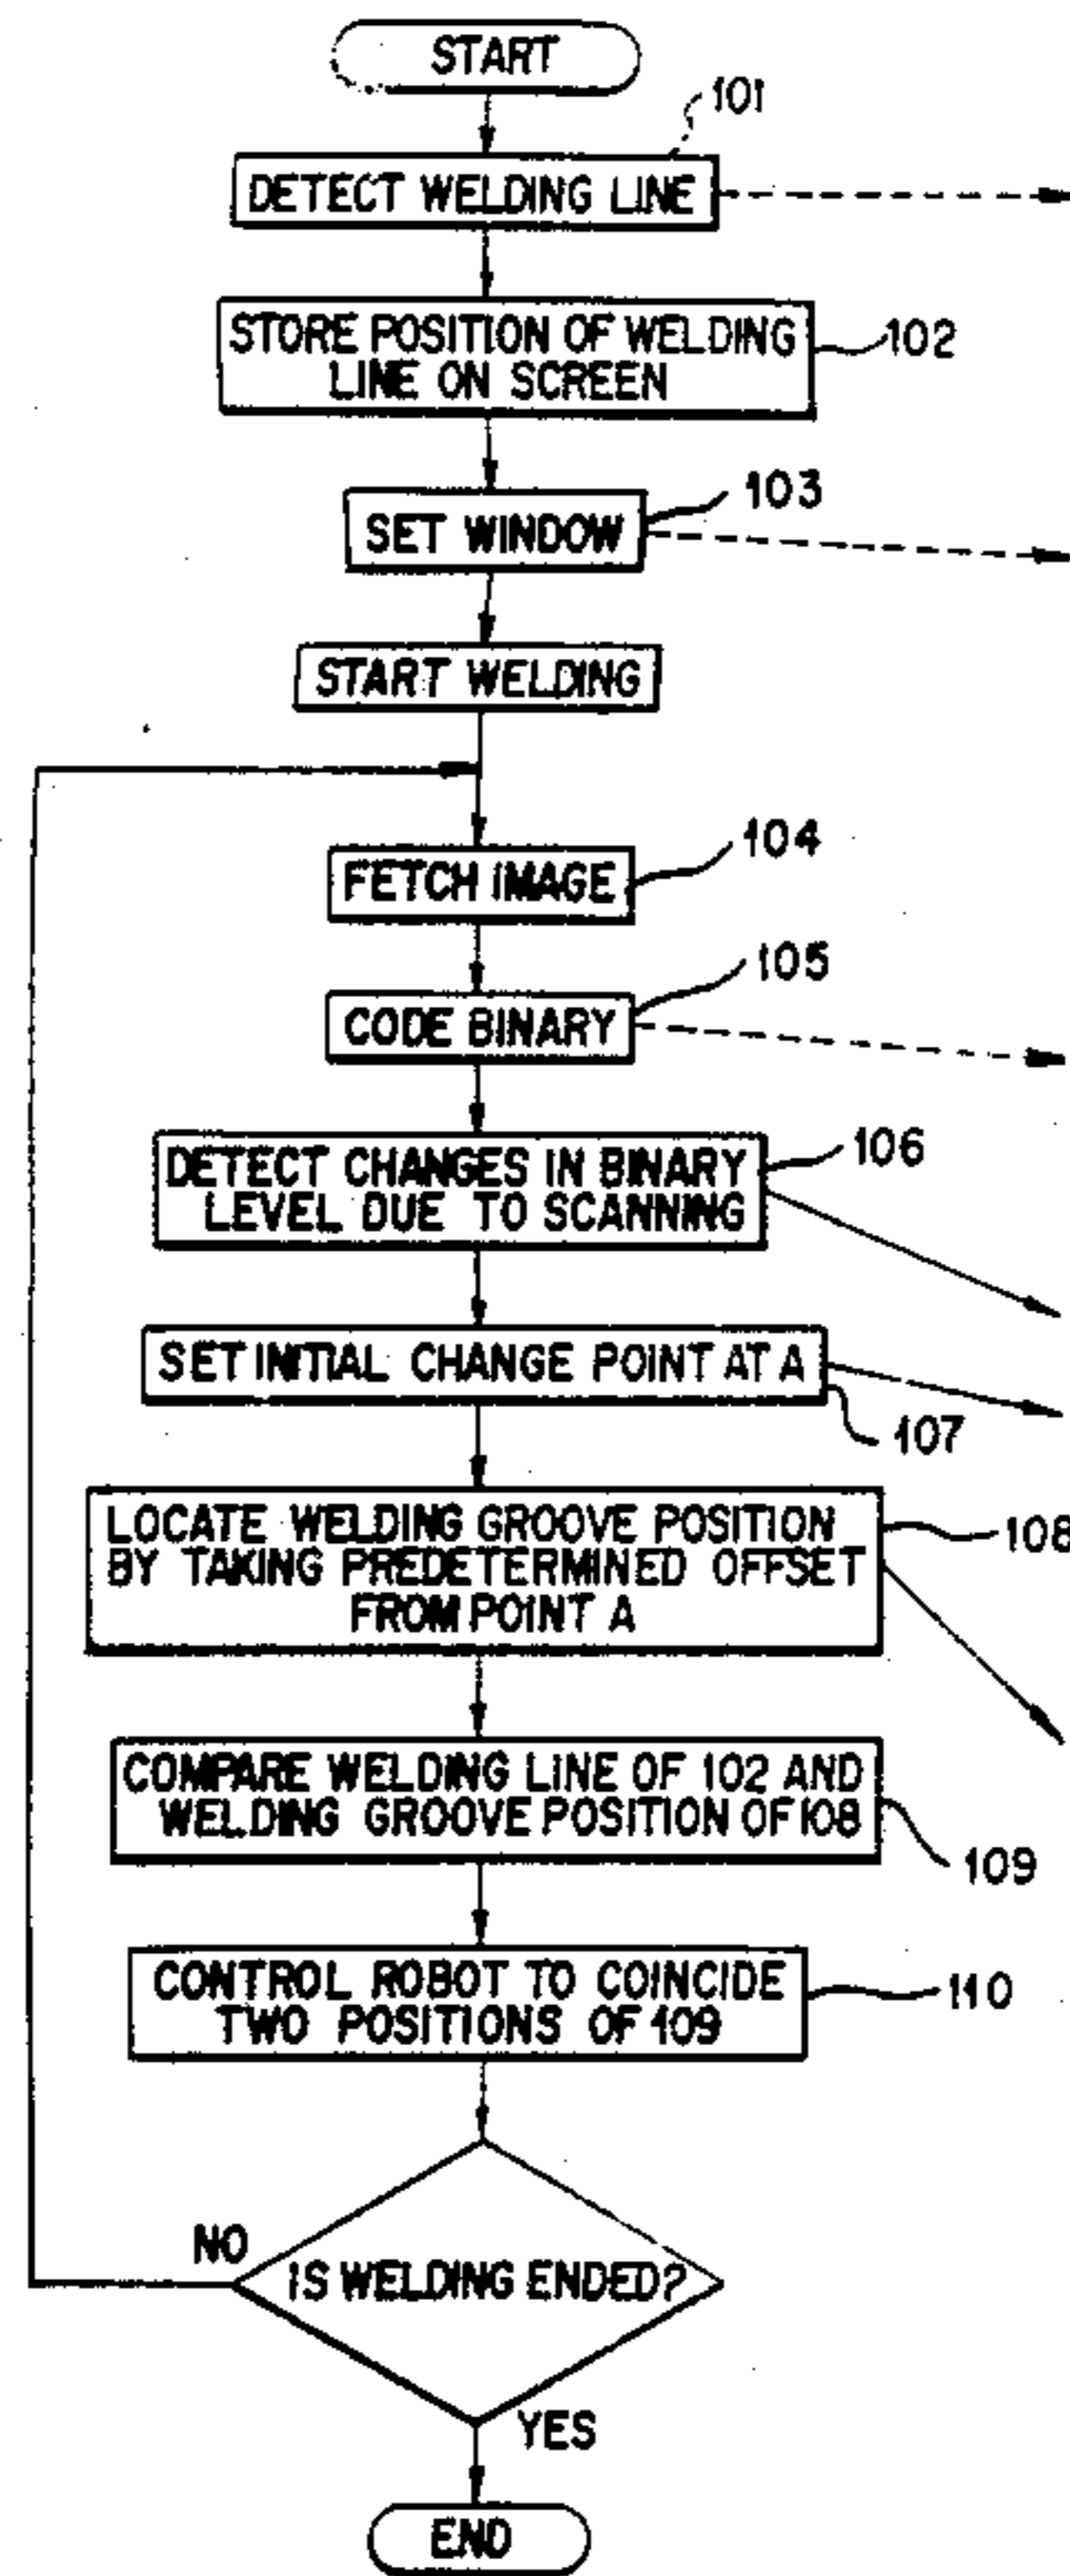 START
101
DETECT WELDING LINE
STORE POSITION OF WELDING
LINE ON SCREEN
102
103
SET WINDOW
START WELDING
104
FETCH IMAGE
105
CODE BINARY
106
DETECT CHANGES IN BINARY
LEVEL DUE TO SCANNING
SET INITIAL CHANGE POINT AT A
107
LOCATE WELDING GROOVE POSITION
BY TAKING PREDETERMINED OFFSET
FROM POINT A
108
COMPARE WELDING LINE OF 102 AND
WELDING GROOVE POSITION OF 108
109
CONTROL ROBOT TO COINCIDE
TWO POSITIONS OF 109
110
NO
IS WELDING ENDED?
YES
END